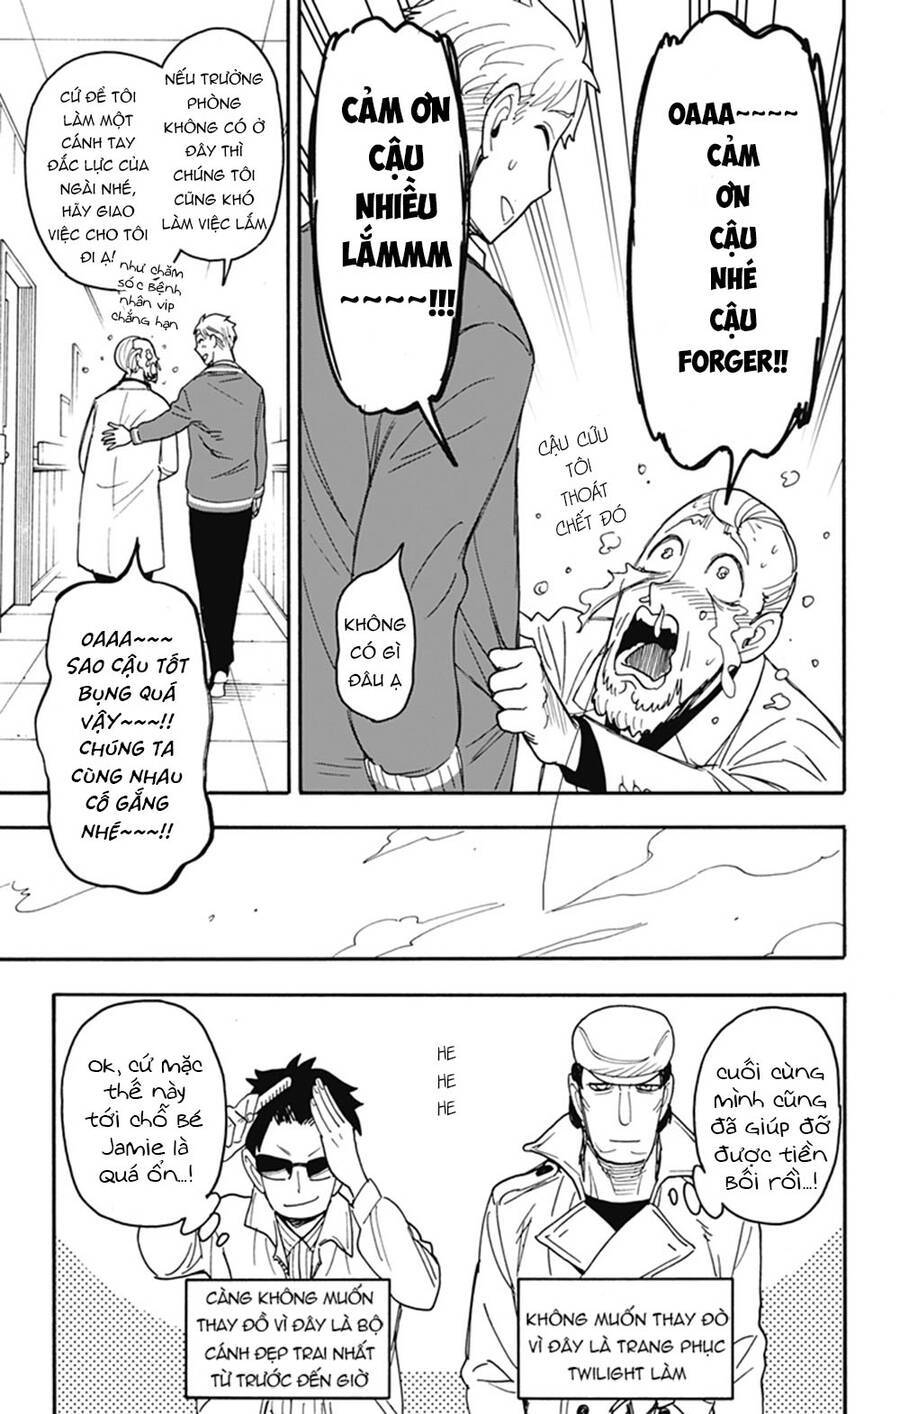 OAAA~~~~
CẢM
ƠN
CẬU
NHÉ
CẬU
FORGER!!
CẢM ƠN
CẬU
NHIỀU
LẮMMM
~~~~!!!
CẬU CỨU
TÔI
THOÁT
CHẾT ĐÓ
KHÔNG
CÓ GÌ
ĐÂU Ạ
NẾU TRƯỞNG
PHÒNG
KHÔNG CÓ Ở
ĐÂY THÌ
CHÚNG TÔI
CŨNG KHÓ
LÀM VIỆC LẮM
CỨ ĐỂ TÔI
LÀM MỘT
CÁNH TAY
ĐẮC LỰC CỦA
NGÀI NHÉ,
HÃY GIAO
VIỆC CHO TÔI
ĐI Ạ!
như chăm
sóc bệnh
nhân vip
chẳng hạn
OAAA~~~
SAO CẬU TỐT
BỤNG QUÁ
VẬY~~~!!
CHÚNG TA
CÙNG NHAU
CỐ GẮNG
NHÉ~~~!!
cuối cùng
mình cũng
đã giúp đỡ
được tiền
bối rồi...!
HE
HE
HE
Ok, cứ mặc
thế này
tới chỗ bé
Jamie là
quá ổn...!
KHÔNG MUỐN THAY ĐÒ
VÌ ĐÂY LÀ TRANG PHỤC
TWILIGHT LÀM
CÀNG KHÔNG MUỐN
THAY ĐỒ VÌ ĐÂY LÀ BỘ
CÁNH ĐẸP TRAI NHẤT
TỪ TRƯỚC ĐẾN GIỜ